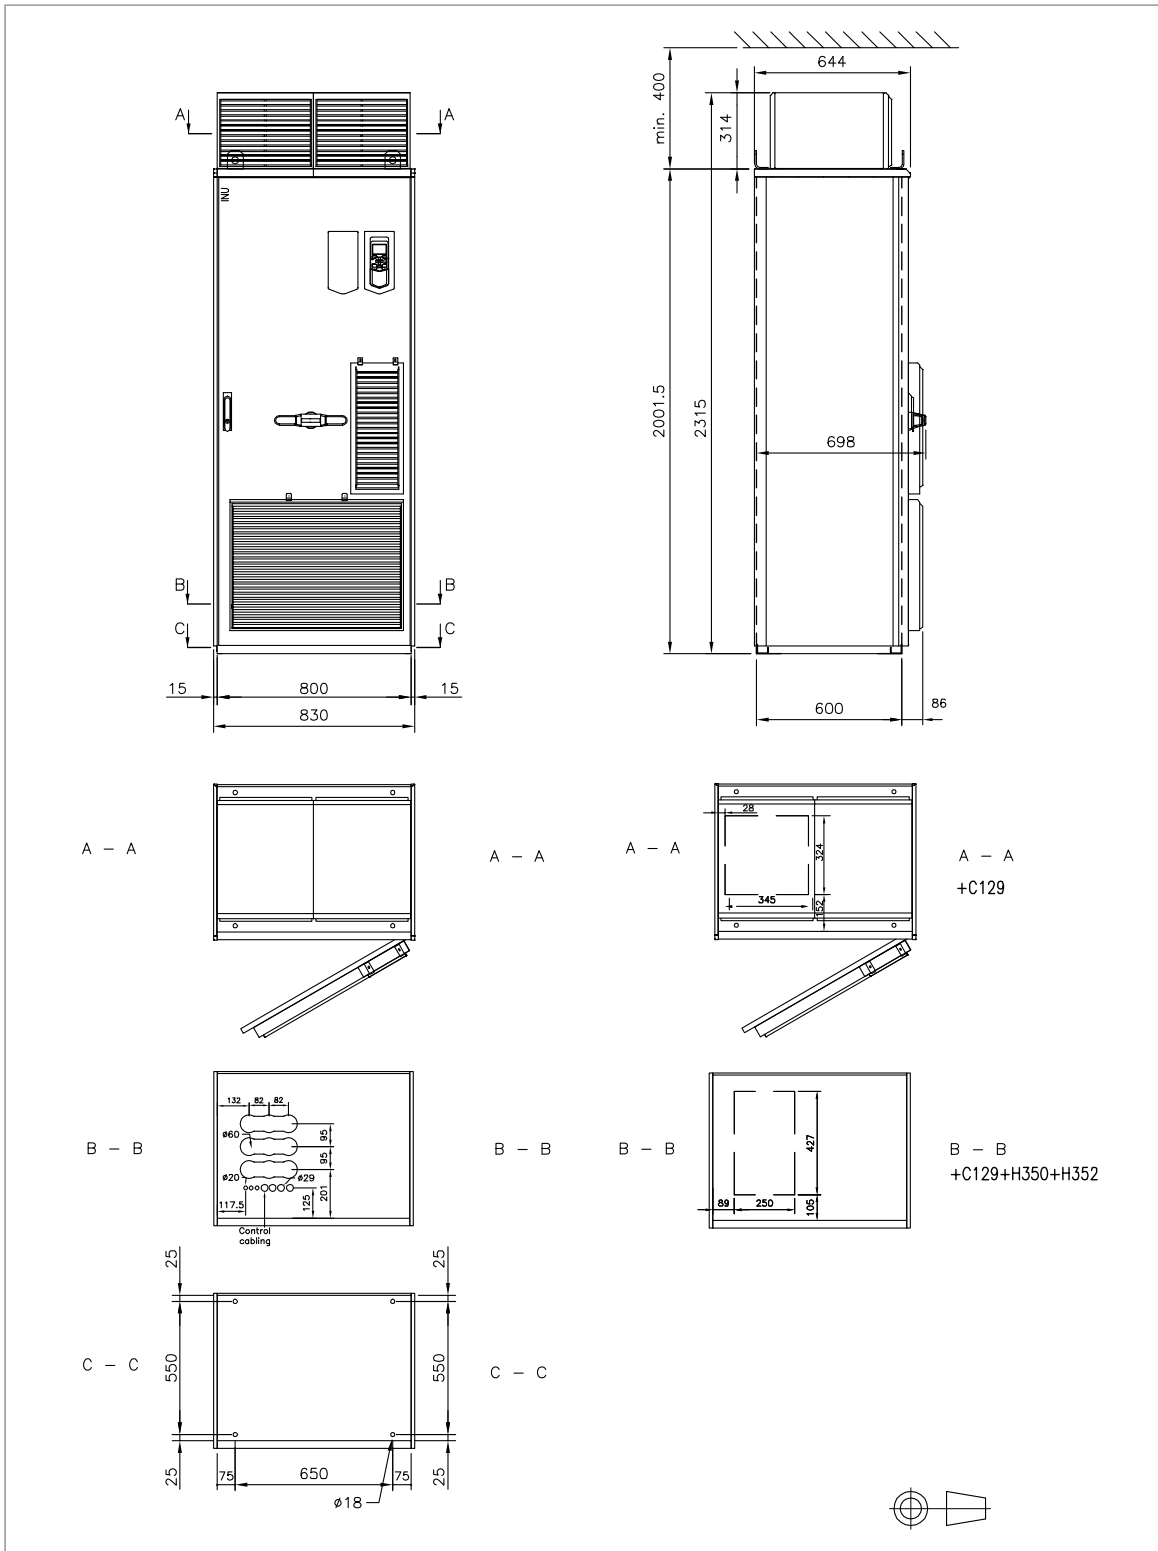 644
min. 400
314
A
A
INU
2001.5
2315
698
B
B
C
C
15
800
15
830
600
86
A – A
A – A
28
324
345
152
A – A
A – A
+C129
132
82
82
ø60
95
95
ø20
ø29
201
125
117.5
Control
cabling
B – B
B – B
427
89
250
105
B – B
B – B
+C129+H350+H352
25
25
550
550
C – C
C – C
25
25
75
650
75
ø18